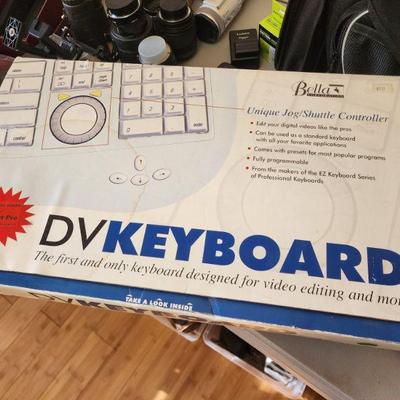 Bella
Unique Jog/Shuttle Controller
• Edit your digital videos like the pros
• Can be used as a standard keyboard
with all your favorite applications
• Comes with presets for most popular programs
• Fully programmable
• From the makers of the EZ Keyboard Series
of Professional Keyboards
Pro
DVKEYBOARD
The first and only keyboard designed for video editing and mo
TAKE A LOOK INSIDE
DVKEYB